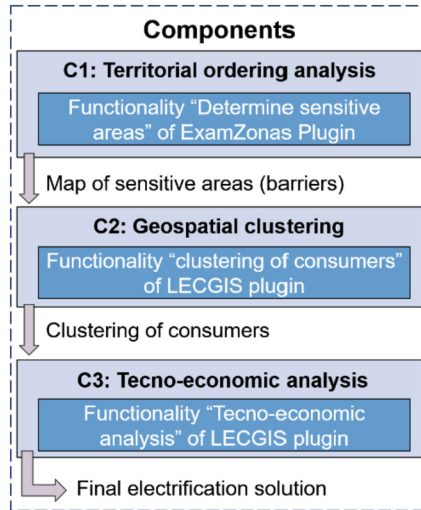 Components
C1: Territorial ordering analysis
Functionality “Determine sensitive
areas” of ExamZonas Plugin
Map of sensitive areas (barriers)
C2: Geospatial clustering
Functionality “clustering of consumers”
of LECGIS plugin
Clustering of consumers
C3: Tecno-economic analysis
Functionality “Tecno-economic
analysis” of LECGIS plugin
Final electrification solution